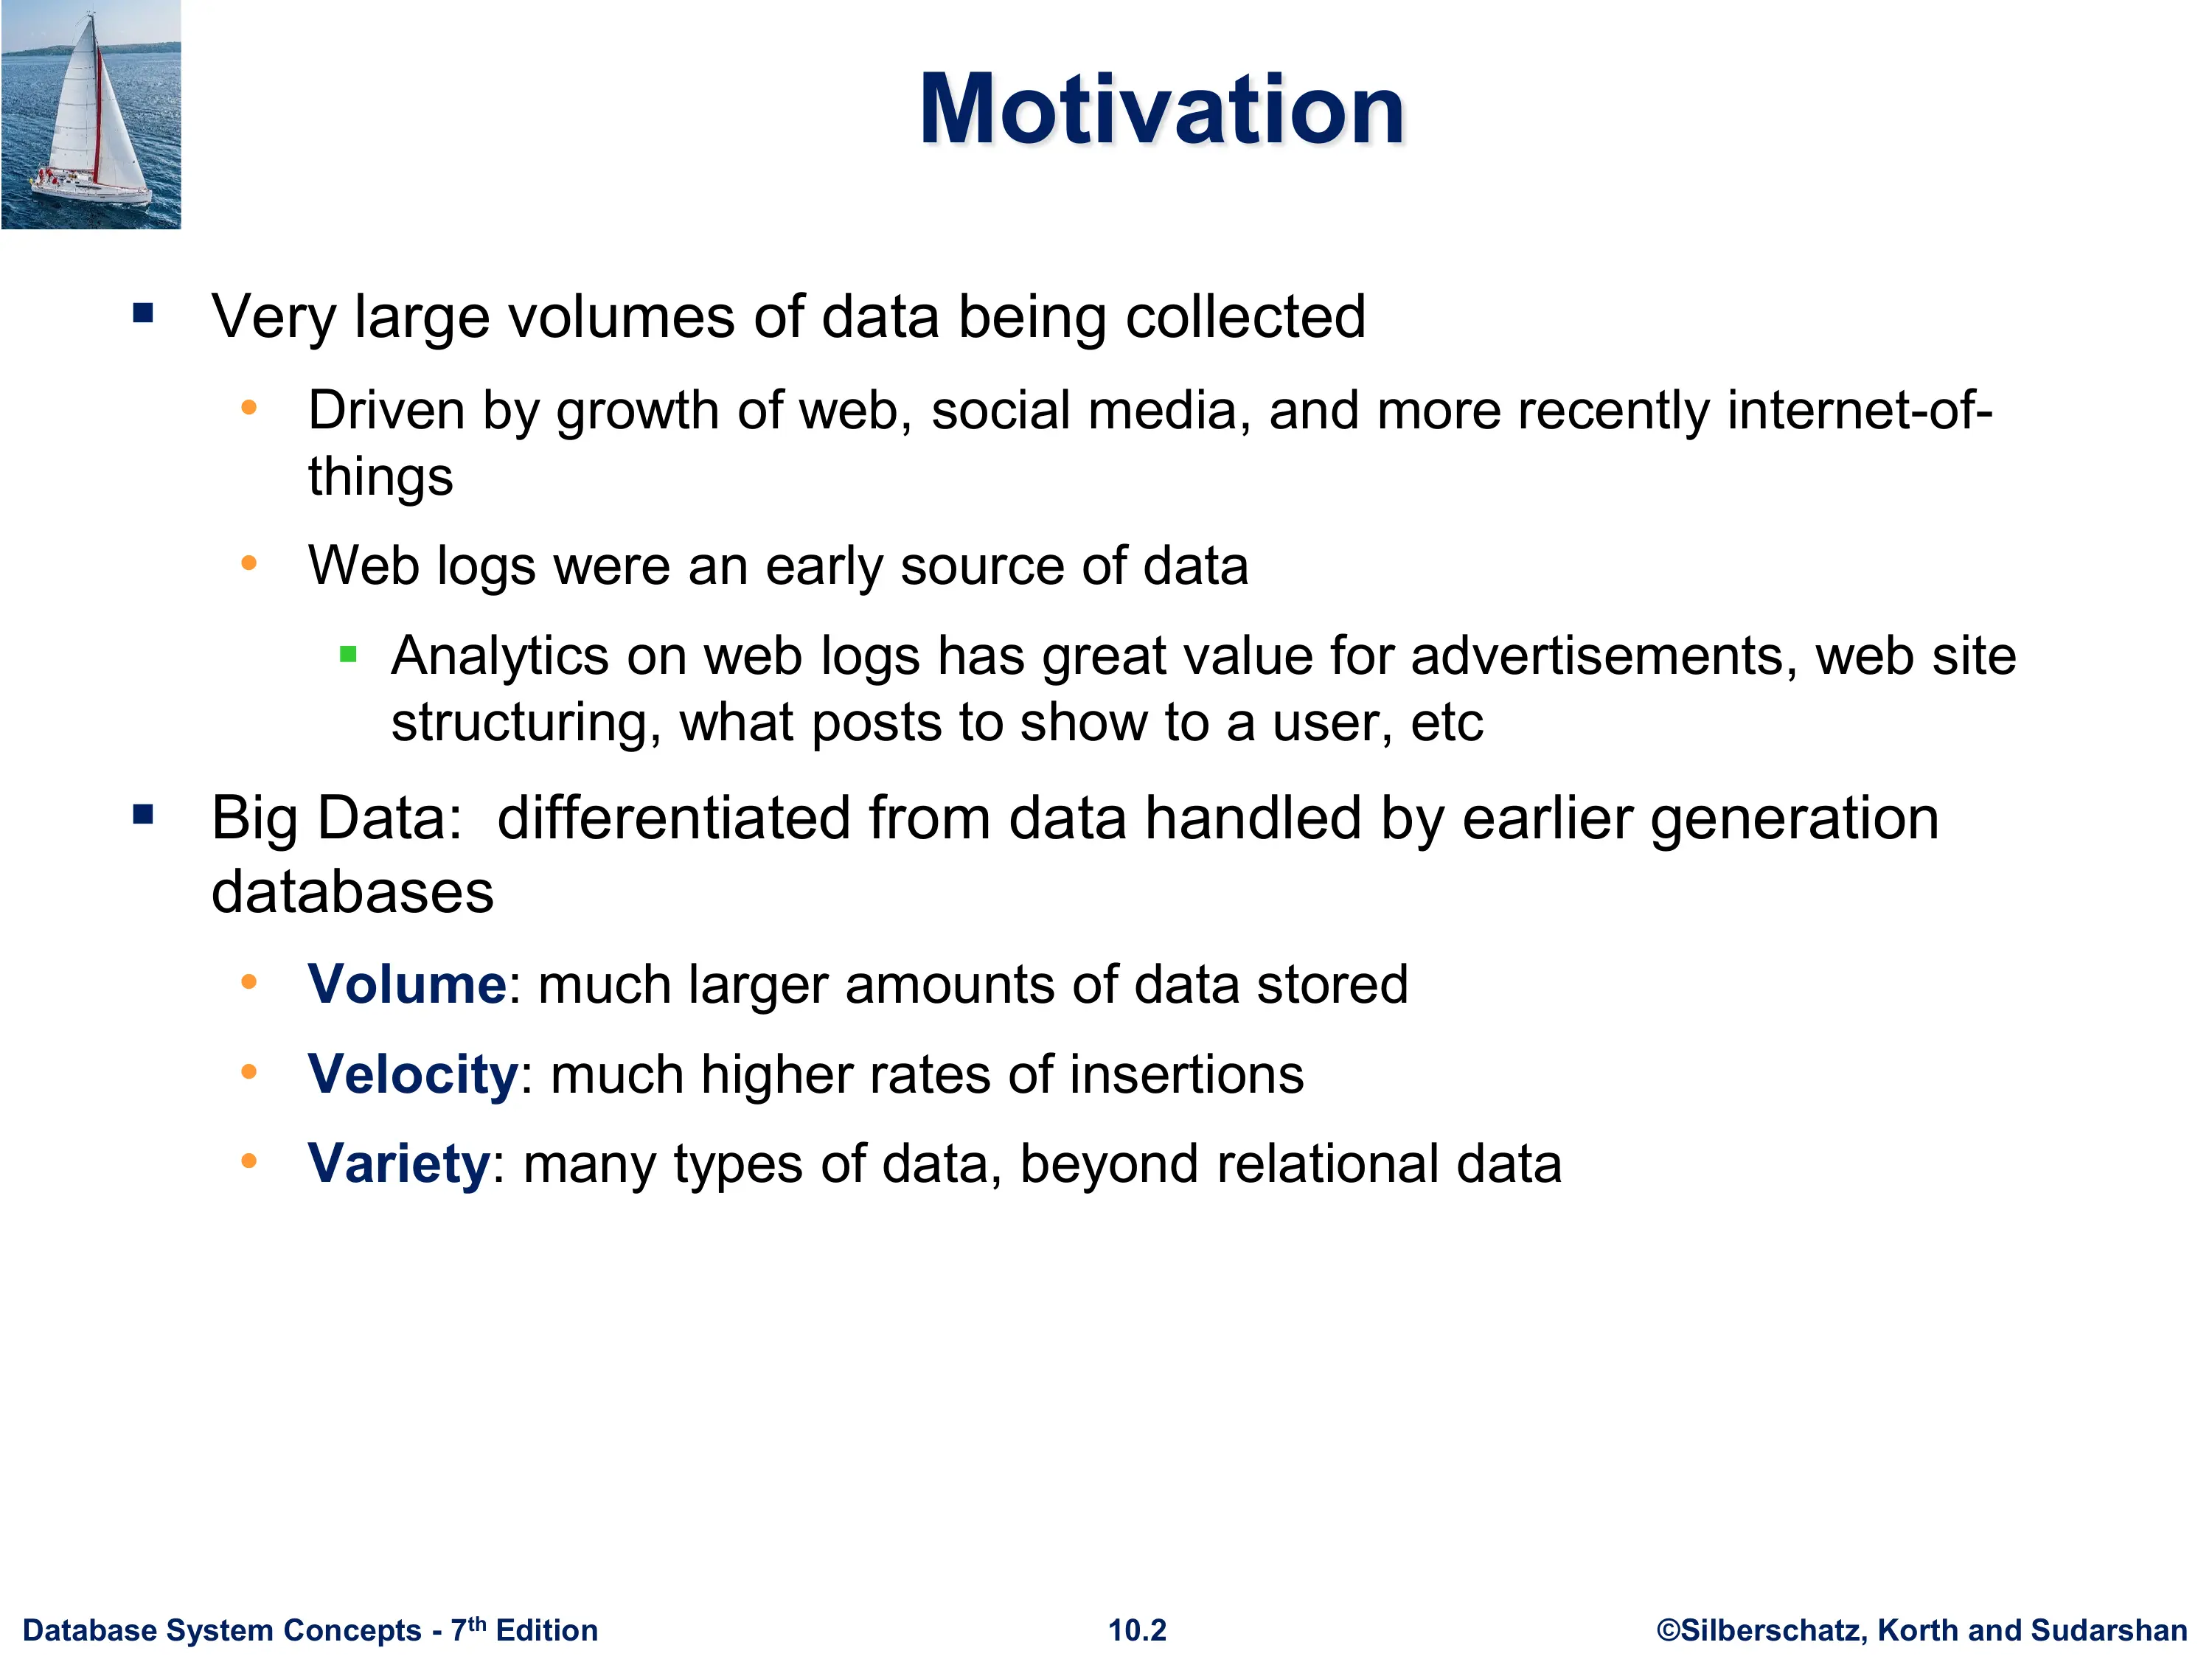 Motivation
Very large volumes of data being collected
Driven by growth of web, social media, and more recently internet-of-
things
Web logs were an early source of data
Analytics on web logs has great value for advertisements, web site
structuring, what posts to show to a user, etc
Big Data:  differentiated from data handled by earlier generation
databases
Volume: much larger amounts of data stored
Velocity: much higher rates of insertions
Variety: many types of data, beyond relational data
Database System Concepts - 7th Edition
10.2
©Silberschatz, Korth and Sudarshan